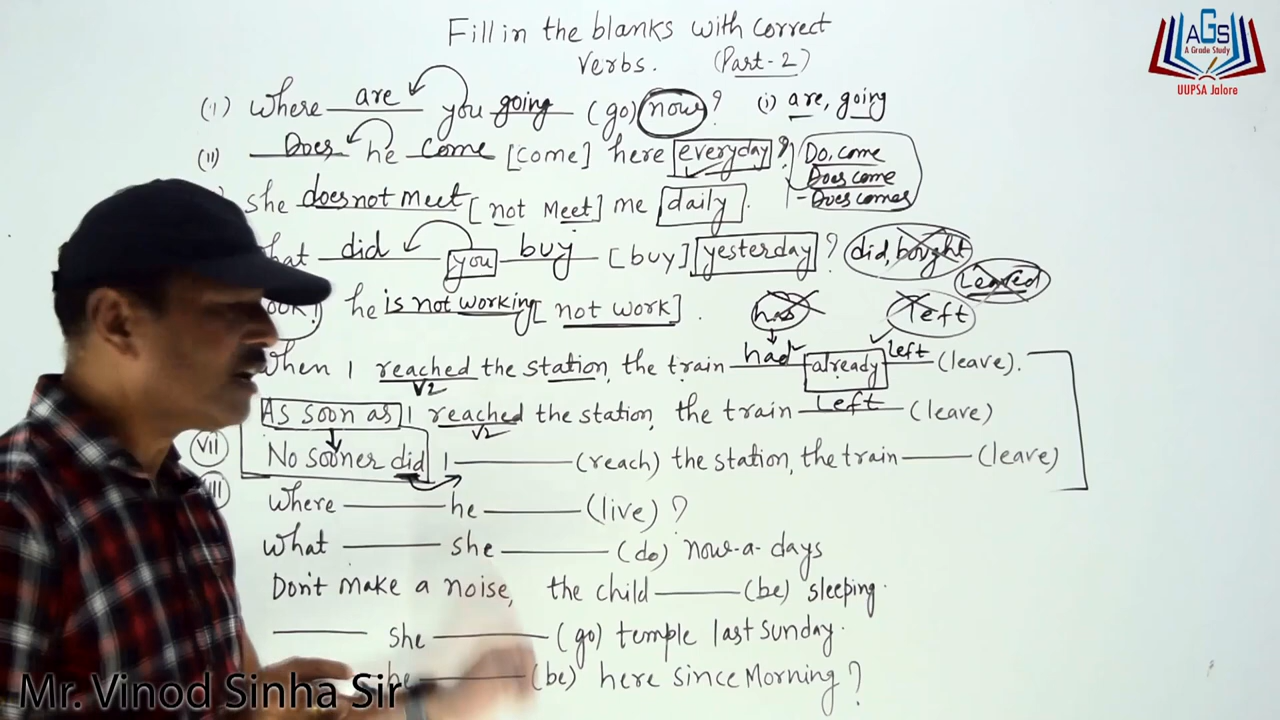 Fill in the blanks with correct
Verbs. (Part-2)
AGS
A Grade Study
UUPSA Jalore
(i) Where are you going (go) now? (i) are, going
(ii) Does he come [come] here everyday? Do, come
Does come
- Does comes
she does not meet [not Meet] me daily.
hat did you buy [buy] yesterday? did, bought
Leaved
ook! he is not working [not work]. has left
When I reached the station, the train had already left (leave).
V2
As soon as I reached the station, the train left (leave)
V2
VII No sooner did I (reach) the station, the train (leave)
III Where he (live)?
What she (do) now-a-days
Don't make a noise, the child (be) sleeping.
she (go) temple last Sunday.
he (be) here since Morning?
Mr. Vinod Sinha Sir